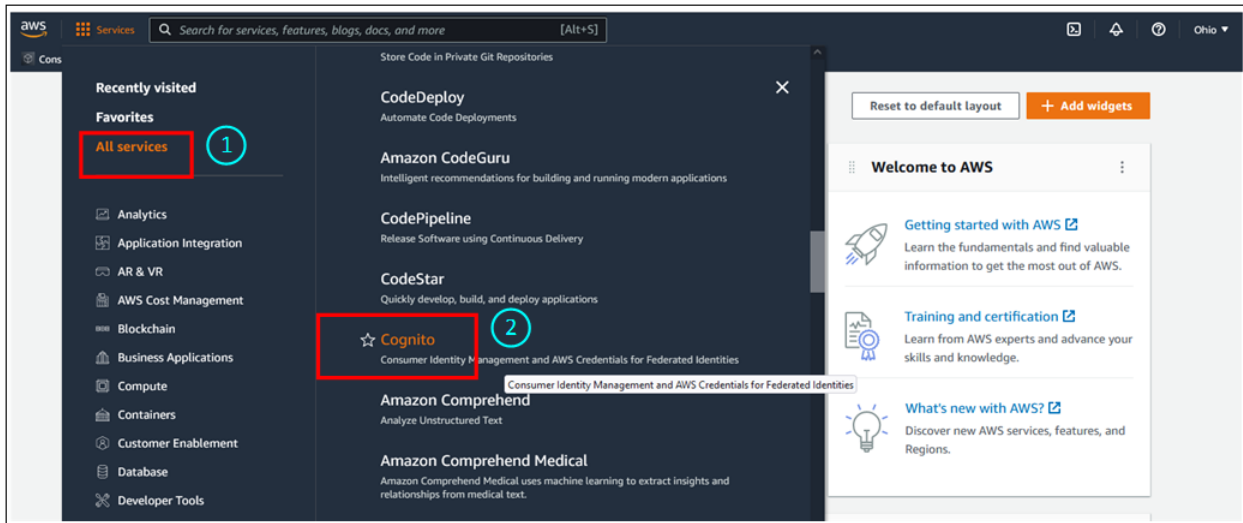 aws
Services
Search for services, features, blogs, docs, and more
[Alt+S]
Ohio
Cons
Recently visited
Favorites
All services
1
Analytics
Application Integration
AR & VR
AWS Cost Management
Blockchain
Business Applications
Compute
Containers
Customer Enablement
Database
Developer Tools
Store Code in Private Git Repositories
CodeDeploy
Automate Code Deployments
Amazon CodeGuru
Intelligent recommendations for building and running modern applications
CodePipeline
Release Software using Continuous Delivery
CodeStar
Quickly develop, build, and deploy applications
2
Cognito
Consumer Identity Management and AWS Credentials for Federated Identities
Consumer Identity Management and AWS Credentials for Federated Identities
Amazon Comprehend
Analyze Unstructured Text
Amazon Comprehend Medical
Amazon Comprehend Medical uses machine learning to extract insights and
relationships from medical text.
Reset to default layout
+ Add widgets
Welcome to AWS
Getting started with AWS
Learn the fundamentals and find valuable
information to get the most out of AWS.
Training and certification
Learn from AWS experts and advance your
skills and knowledge.
What's new with AWS?
Discover new AWS services, features, and
Regions.